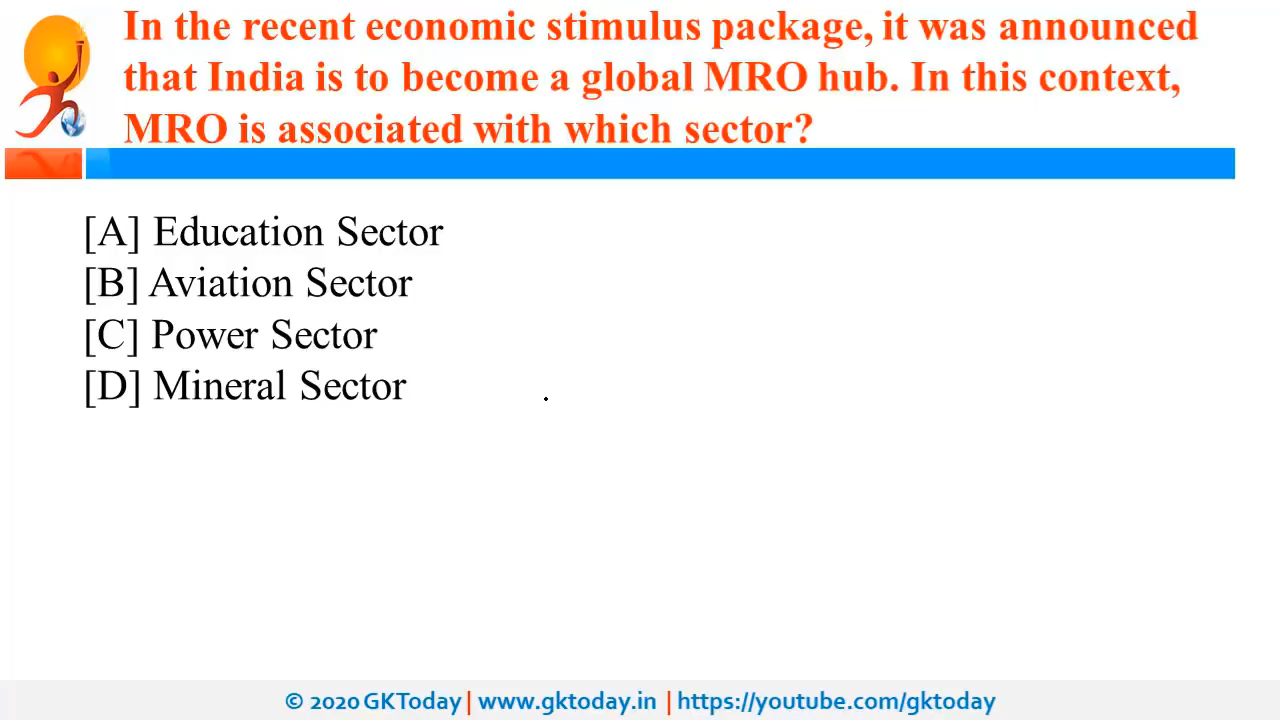 In the recent economic stimulus package, it was announced
that India is to become a global MRO hub. In this context,
MRO is associated with which sector?
[A] Education Sector
[B] Aviation Sector
[C] Power Sector
[D] Mineral Sector
© 2020 GKToday | www.gktoday.in | https://youtube.com/gktoday